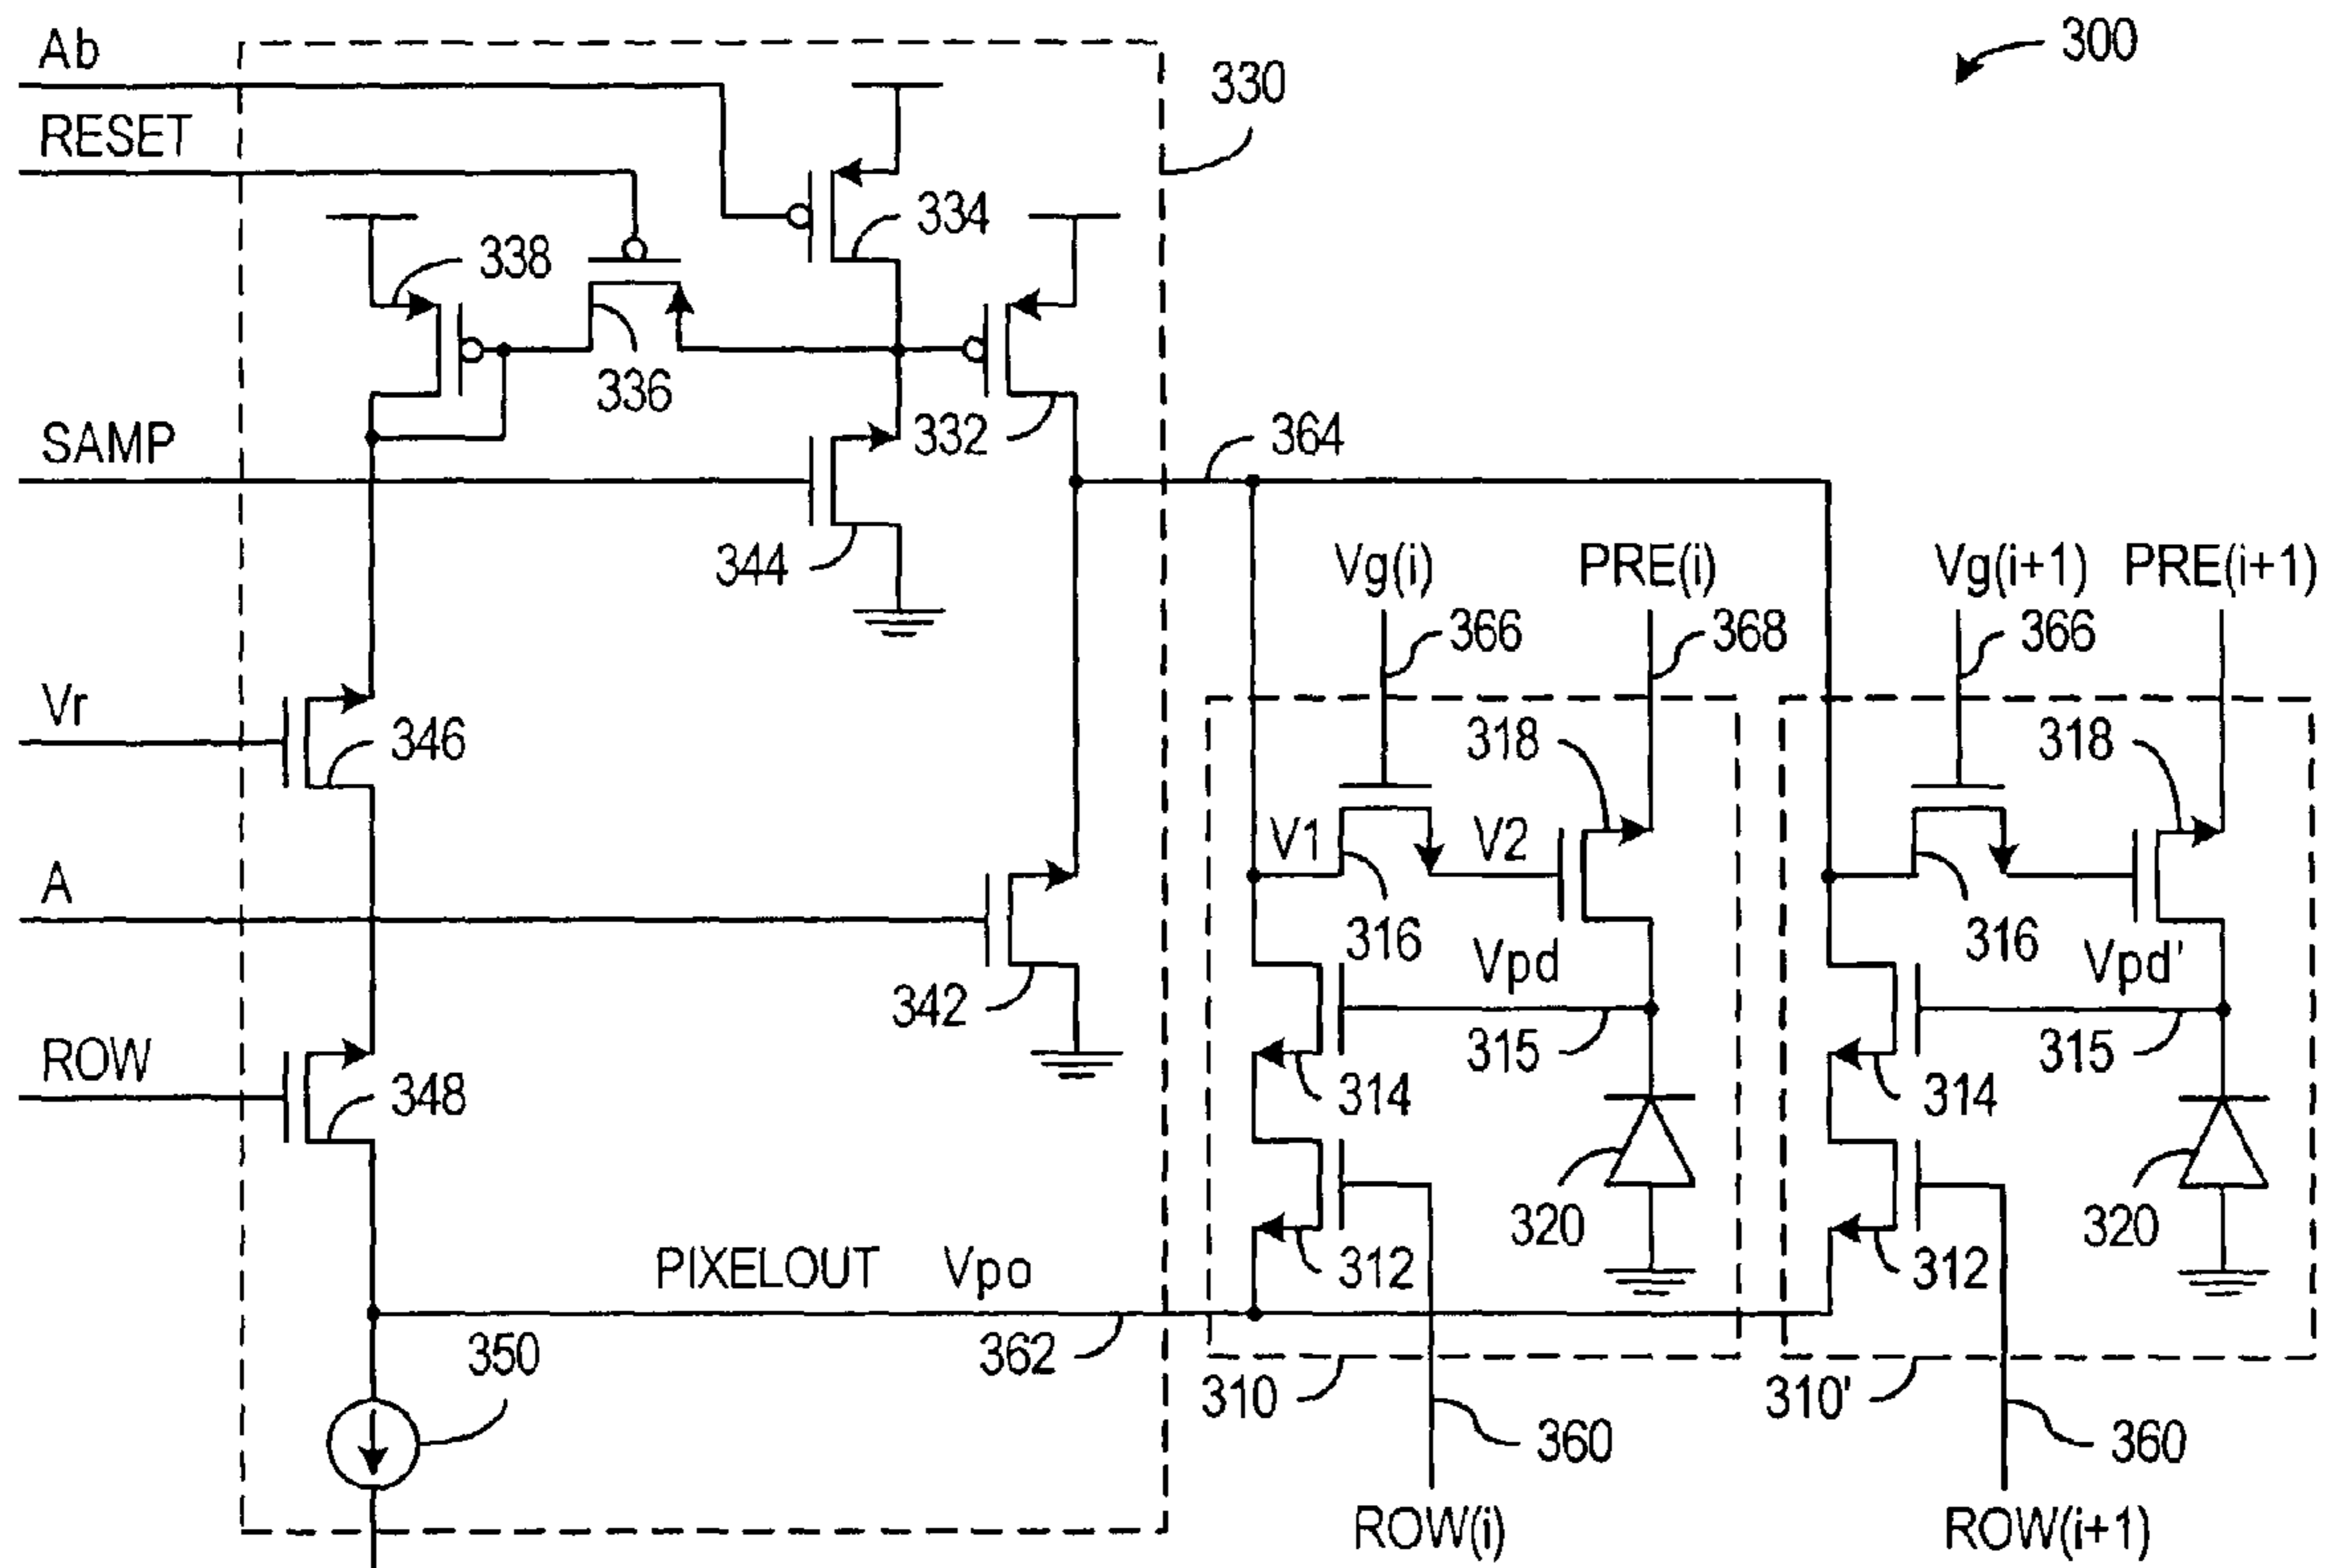 Ab
300
330
RESET
334
338
336
332
SAMP
364
344
Vg(i)
PRE(i)
Vg(i+1)
PRE(i+1)
366
368
366
Vr
346
318
318
V1
V2
A
316
316
Vpd
Vpd'
342
315
315
ROW
348
314
314
320
320
PIXELOUT Vpo
312
312
350
362
310
310'
360
360
ROW(i)
ROW(i+1)